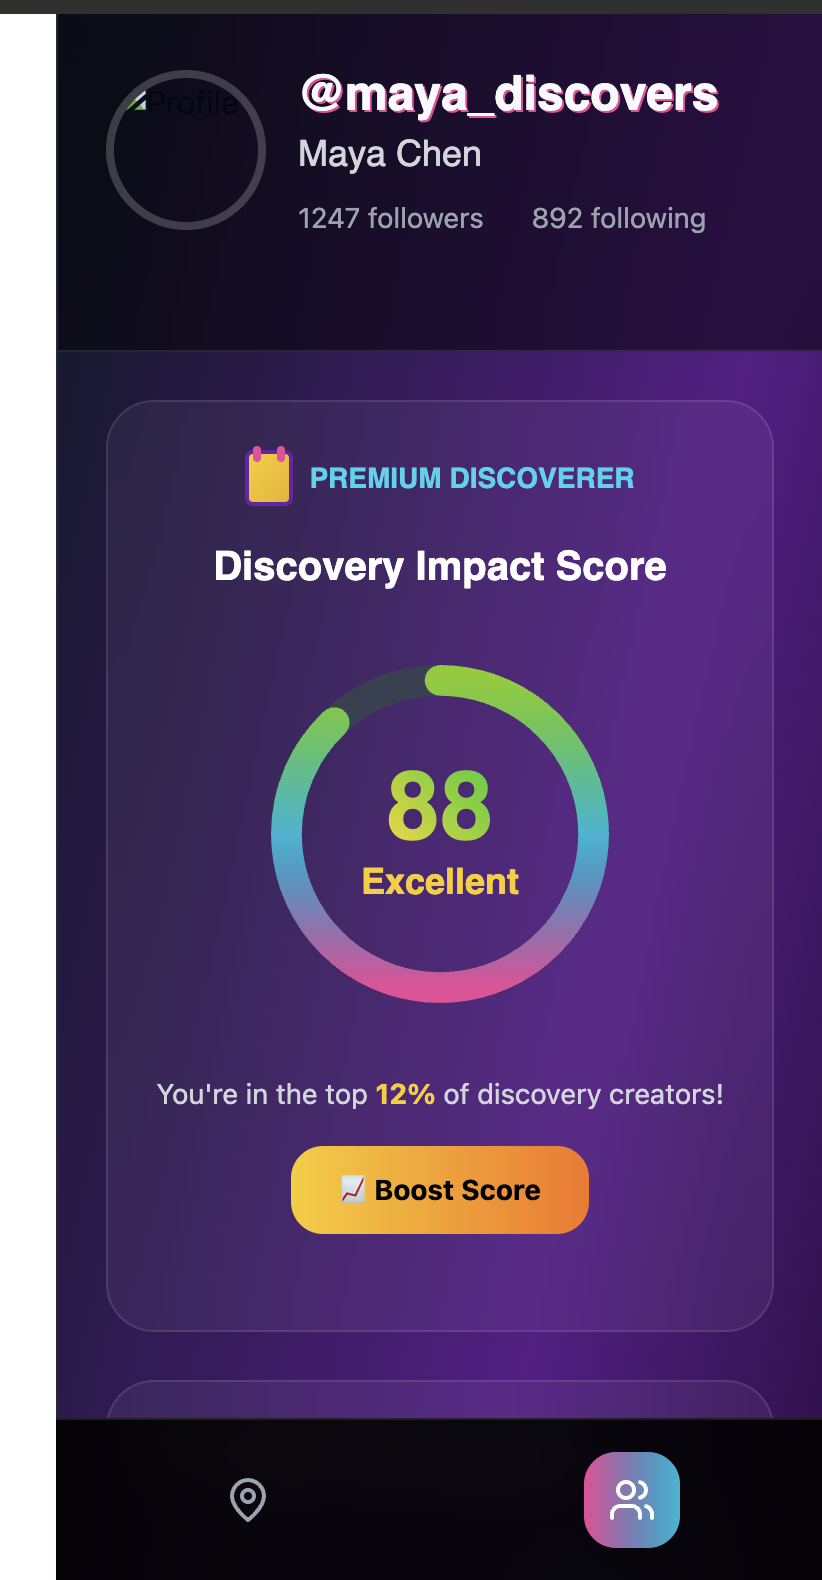 Profile
@maya_discovers
Maya Chen
1247 followers 892 following
PREMIUM DISCOVERER
Discovery Impact Score
88
Excellent
You're in the top 12% of discovery creators!
📈 Boost Score